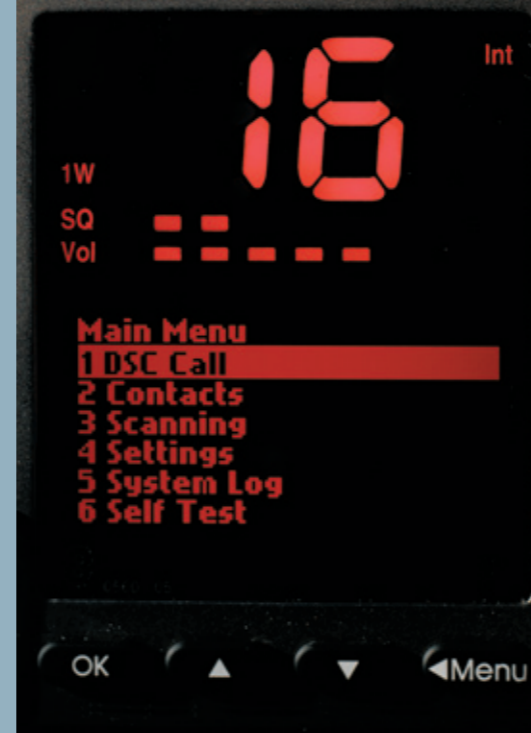 16 Int
1W
SQ
Vol
Main Menu
1 DSC Call
2 Contacts
3 Scanning
4 Settings
5 System Log
6 Self Test
OK ▲ ▼ ◀Menu